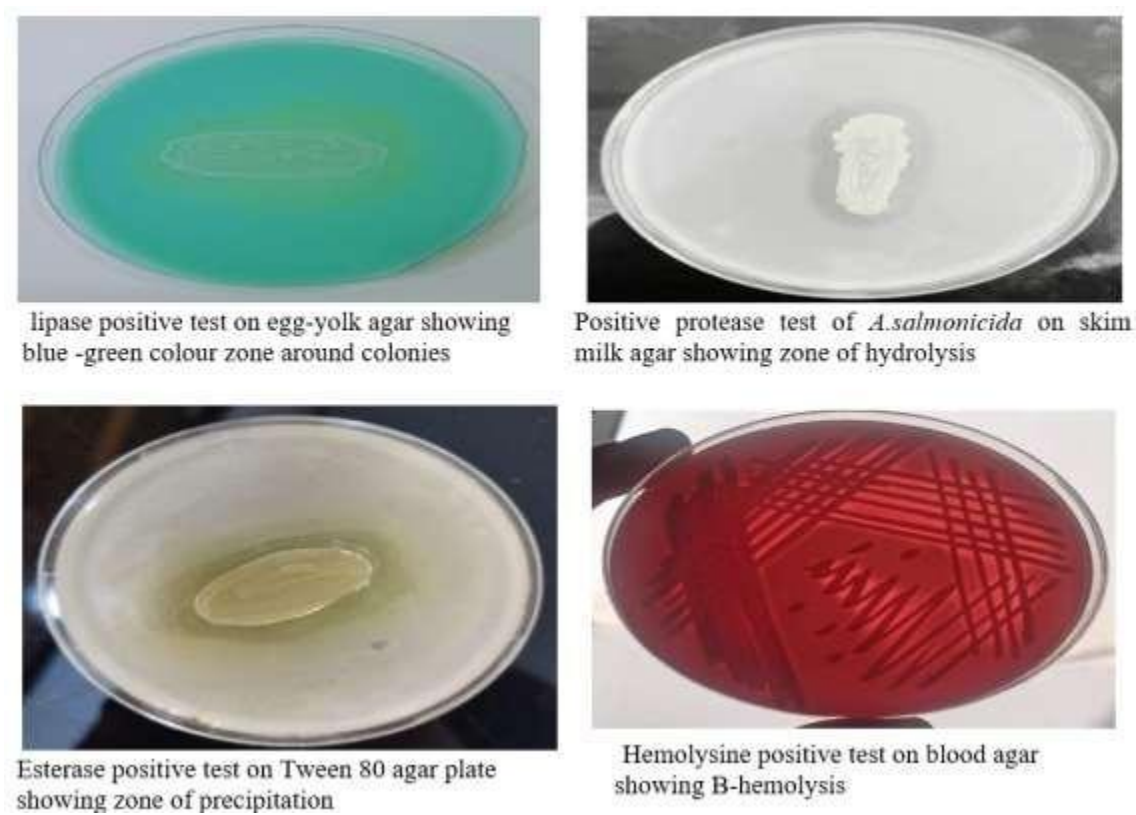 lipase positive test on egg-yolk agar showing
blue -green colour zone around colonies
Positive protease test of A.salmonicida on skim
milk agar showing zone of hydrolysis
Esterase positive test on Tween 80 agar plate
showing zone of precipitation
Hemolysine positive test on blood agar
showing B-hemolysis